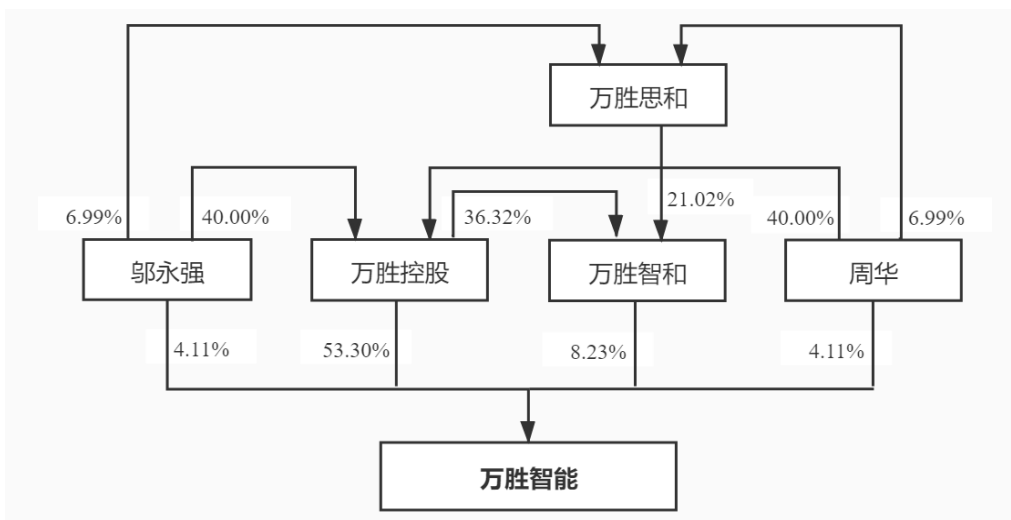 万胜思和
6.99%
40.00%
36.32%
21.02%
40.00%
6.99%
邬永强
万胜控股
万胜智和
周华
4.11%
53.30%
8.23%
4.11%
万胜智能